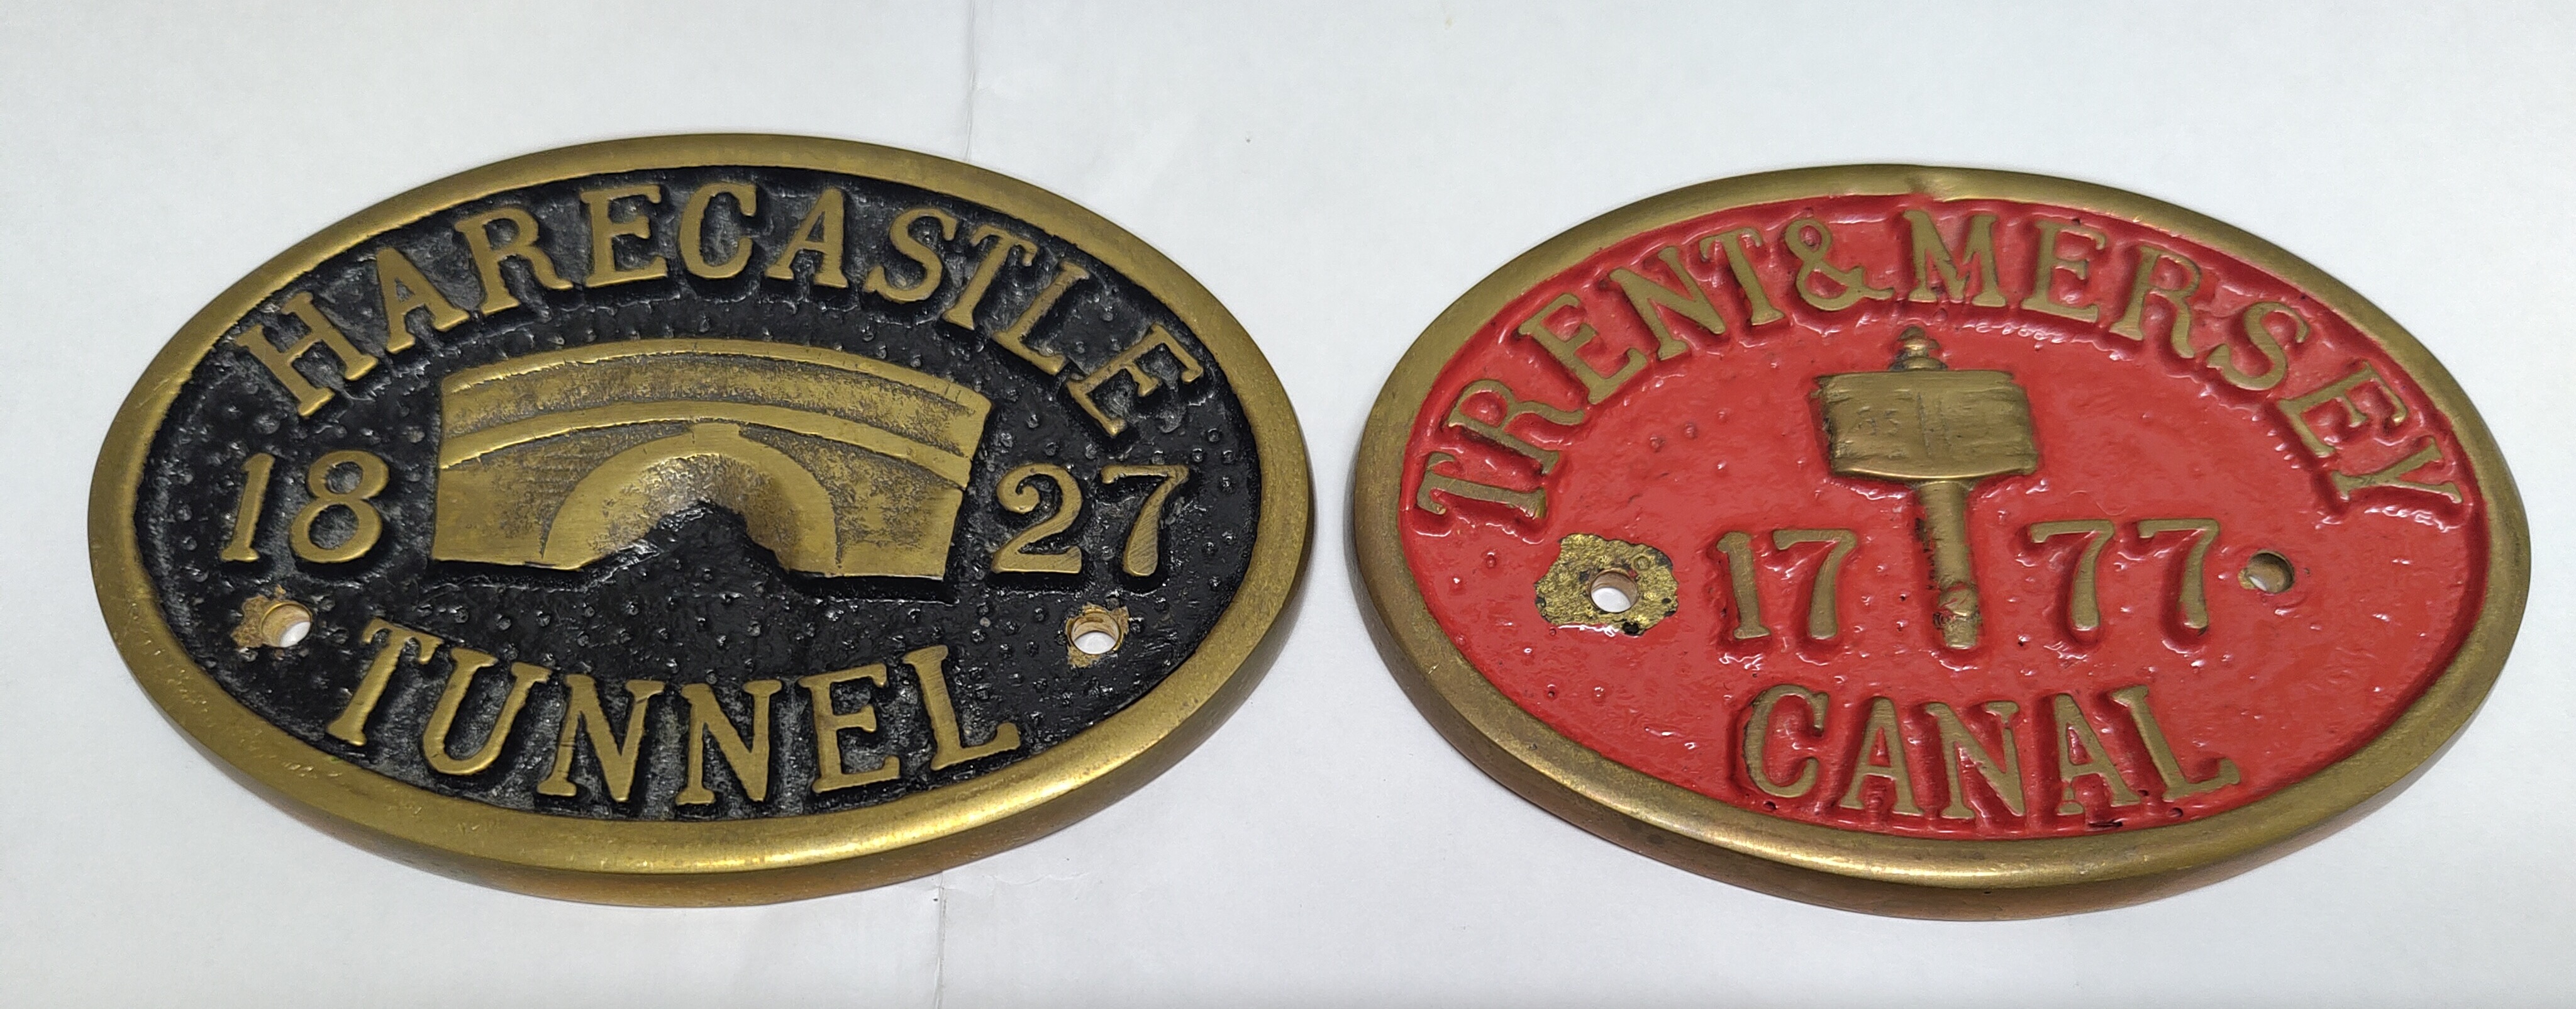 HARECASTLE
18 27
TUNNEL
TRENT & MERSEY
17 77
CANAL